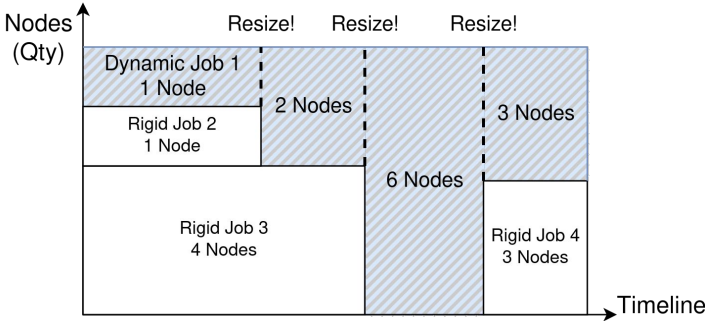 Nodes
(Qty)
Resize!
Resize!
Resize!
Dynamic Job 1
1 Node
Rigid Job 2
1 Node
2 Nodes
3 Nodes
6 Nodes
Rigid Job 3
4 Nodes
Rigid Job 4
3 Nodes
Timeline